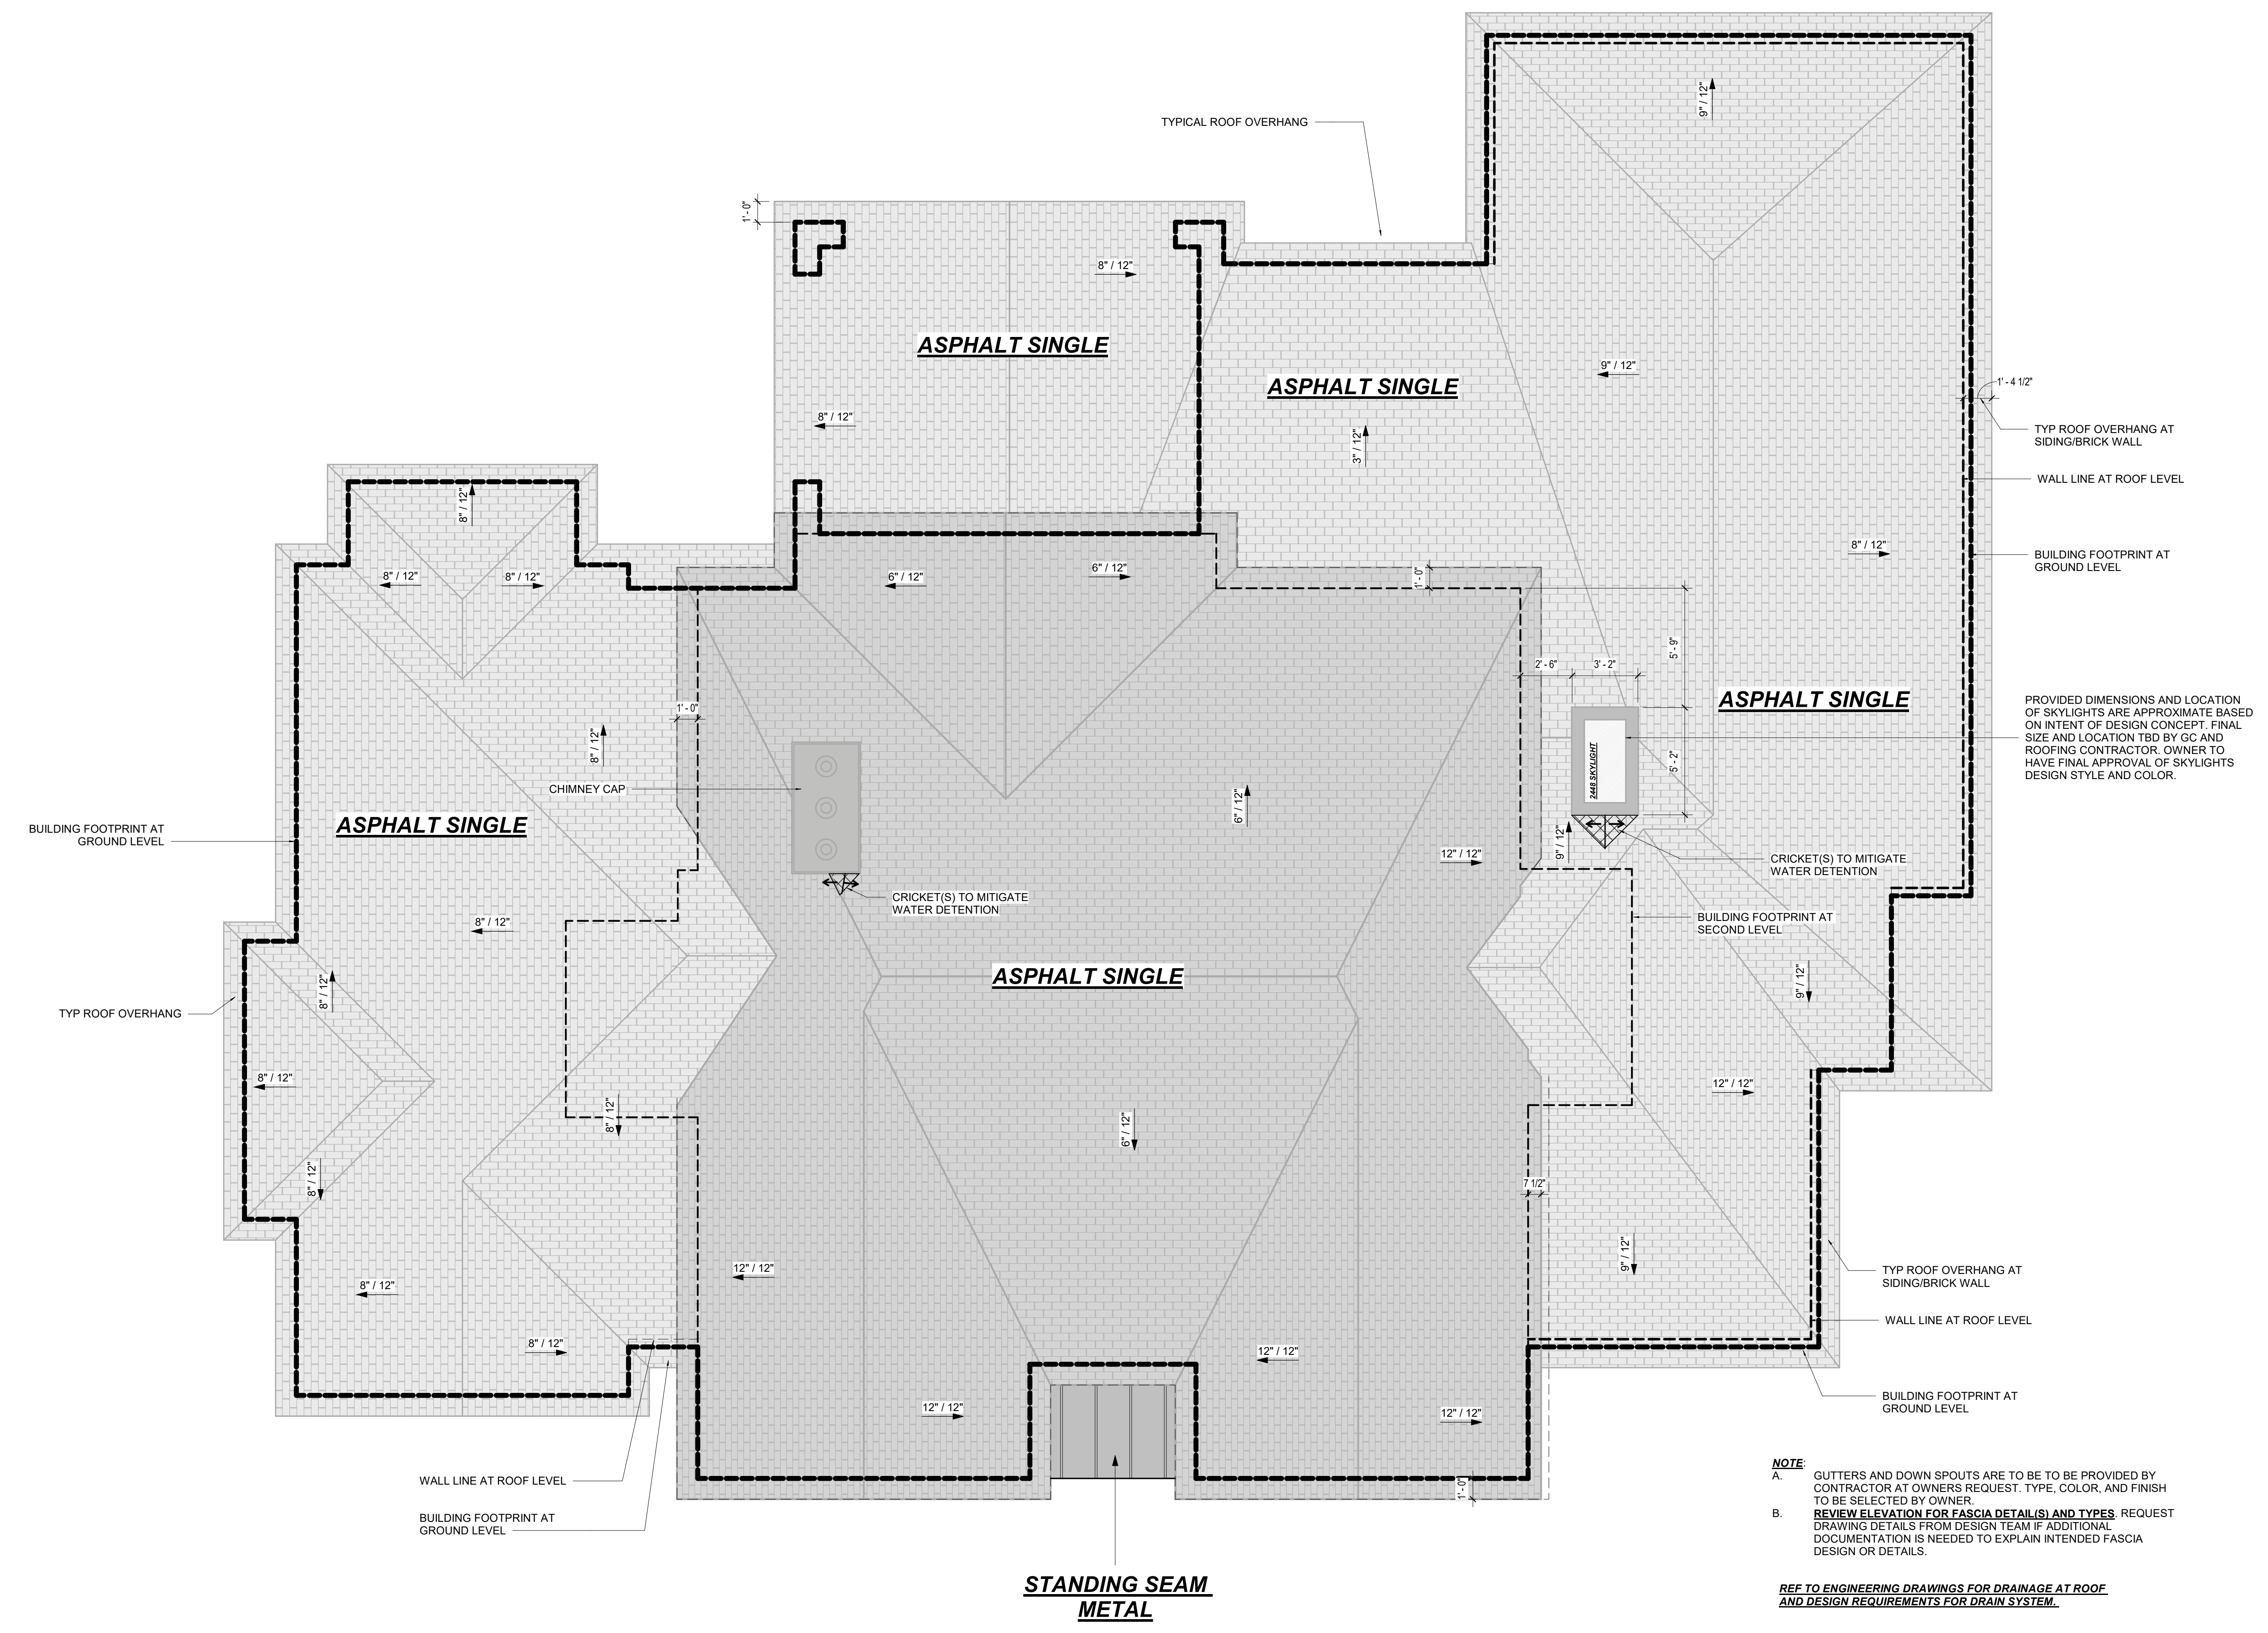 TYPICAL ROOF OVERHANG
9" / 12"
1' - 0"
8" / 12"
ASPHALT SINGLE
ASPHALT SINGLE
9" / 12"
1' - 4 1/2"
8" / 12"
3" / 12"
TYP ROOF OVERHANG AT
SIDING/BRICK WALL
WALL LINE AT ROOF LEVEL
8" / 12"
8" / 12"
8" / 12"
6" / 12"
6" / 12"
1' - 0"
8" / 12"
BUILDING FOOTPRINT AT
GROUND LEVEL
5' - 9"
2' - 6"
3' - 2"
1' - 0"
ASPHALT SINGLE
PROVIDED DIMENSIONS AND LOCATION
OF SKYLIGHTS ARE APPROXIMATE BASED
ON INTENT OF DESIGN CONCEPT. FINAL
SIZE AND LOCATION TBD BY GC AND
ROOFING CONTRACTOR. OWNER TO
HAVE FINAL APPROVAL OF SKYLIGHTS
DESIGN STYLE AND COLOR.
8" / 12"
2448 SKYLIGHT
5' - 2"
CHIMNEY CAP
6" / 12"
BUILDING FOOTPRINT AT
GROUND LEVEL
ASPHALT SINGLE
12" / 12"
9" / 12"
CRICKET(S) TO MITIGATE
WATER DETENTION
CRICKET(S) TO MITIGATE
WATER DETENTION
8" / 12"
BUILDING FOOTPRINT AT
SECOND LEVEL
ASPHALT SINGLE
8" / 12"
9" / 12"
TYP ROOF OVERHANG
8" / 12"
12" / 12"
8" / 12"
6" / 12"
8" / 12"
7 1/2"
9" / 12"
12" / 12"
TYP ROOF OVERHANG AT
SIDING/BRICK WALL
8" / 12"
WALL LINE AT ROOF LEVEL
8" / 12"
12" / 12"
12" / 12"
12" / 12"
BUILDING FOOTPRINT AT
GROUND LEVEL
WALL LINE AT ROOF LEVEL
1' - 0"
BUILDING FOOTPRINT AT
GROUND LEVEL
STANDING SEAM
METAL
NOTE:
A. GUTTERS AND DOWN SPOUTS ARE TO BE TO BE PROVIDED BY
CONTRACTOR AT OWNERS REQUEST. TYPE, COLOR, AND FINISH
TO BE SELECTED BY OWNER.
B. REVIEW ELEVATION FOR FASCIA DETAIL(S) AND TYPES. REQUEST
DRAWING DETAILS FROM DESIGN TEAM IF ADDITIONAL
DOCUMENTATION IS NEEDED TO EXPLAIN INTENDED FASCIA
DESIGN OR DETAILS.
REF TO ENGINEERING DRAWINGS FOR DRAINAGE AT ROOF
AND DESIGN REQUIREMENTS FOR DRAIN SYSTEM.